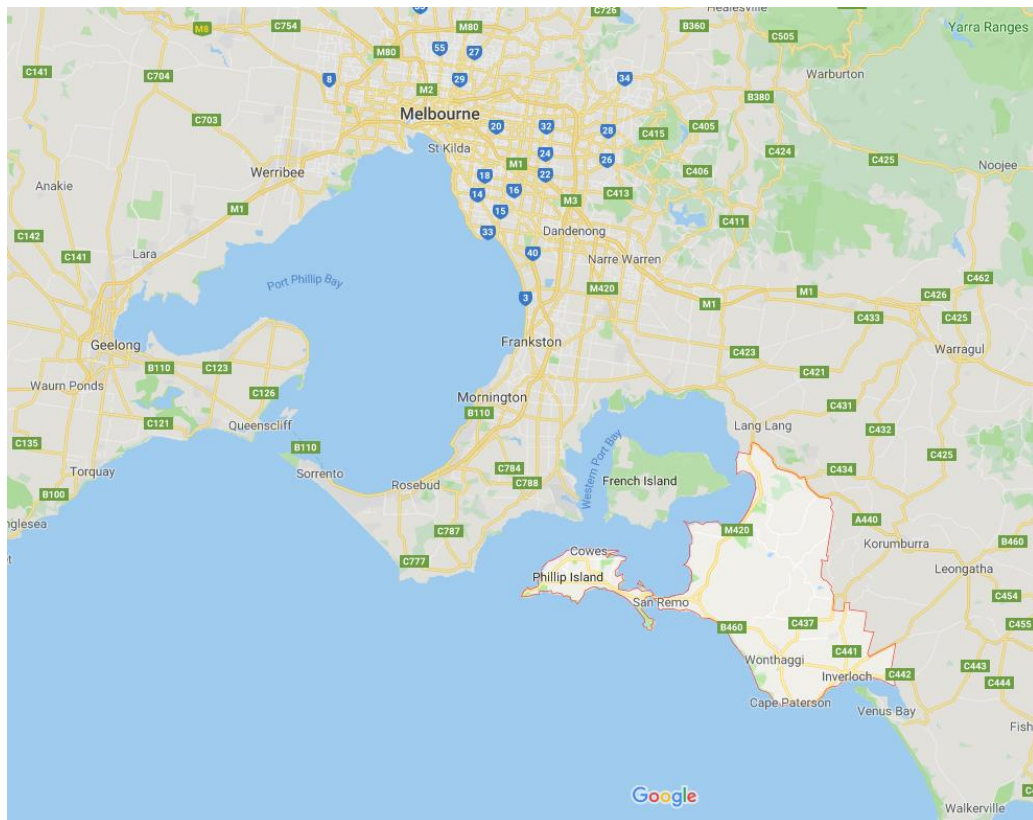 Healesville
C726
C754
M80
M8
B360
C505
Yarra Ranges
55
27
M80
C141
C704
8
29
34
Warburton
M2
B380
Melbourne
C703
20
32
28
C415
C405
St Kilda
M1
24
26
C424
C425
Noojee
Werribee
18
22
C406
Anakie
14
16
M3
C413
M1
15
C411
C142
33
Dandenong
C141
Lara
40
Narre Warren
Port Phillip Bay
M420
M1
M1
C462
C426
3
C433
C425
Geelong
Frankston
C423
Warragul
B110
C123
C421
Waurn Ponds
C126
Mornington
C431
B110
C121
Queenscliff
Lang Lang
C432
C135
B110
C425
Torquay
Sorrento
C784
Western Port Bay
C434
Rosebud
C788
French Island
B100
nglesea
C787
M420
A440
Korumburra
B460
Cowes
C777
Phillip Island
Leongatha
San Remo
C454
B460
C437
C455
C441
Wonthaggi
C443
Inverloch
C442
C444
Cape Paterson
Venus Bay
Fish
Google
Walkerville